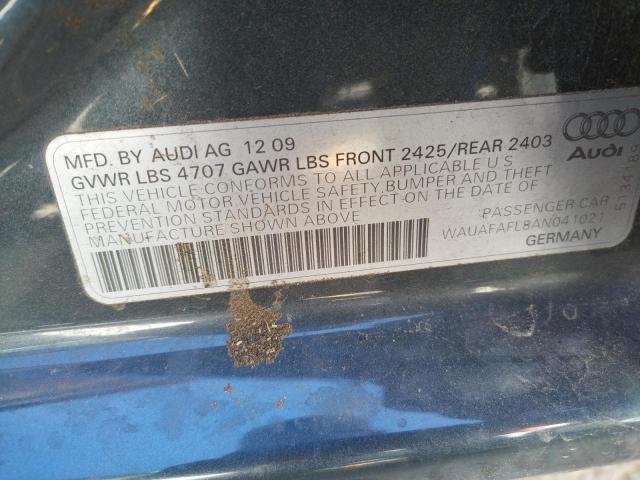 MFD. BY AUDI AG 12 09
GVWR LBS 4707 GAWR LBS FRONT 2425/REAR 2403
THIS VEHICLE CONFORMS TO ALL APPLICABLE U S
FEDERAL MOTOR VEHICLE SAFETY, BUMPER AND THEFT
PREVENTION STANDARDS IN EFFECT ON THE DATE OF
MANUFACTURE SHOWN ABOVE
Audi
PASSENGER CAR
WAUAFAFL8AN041021
GERMANY